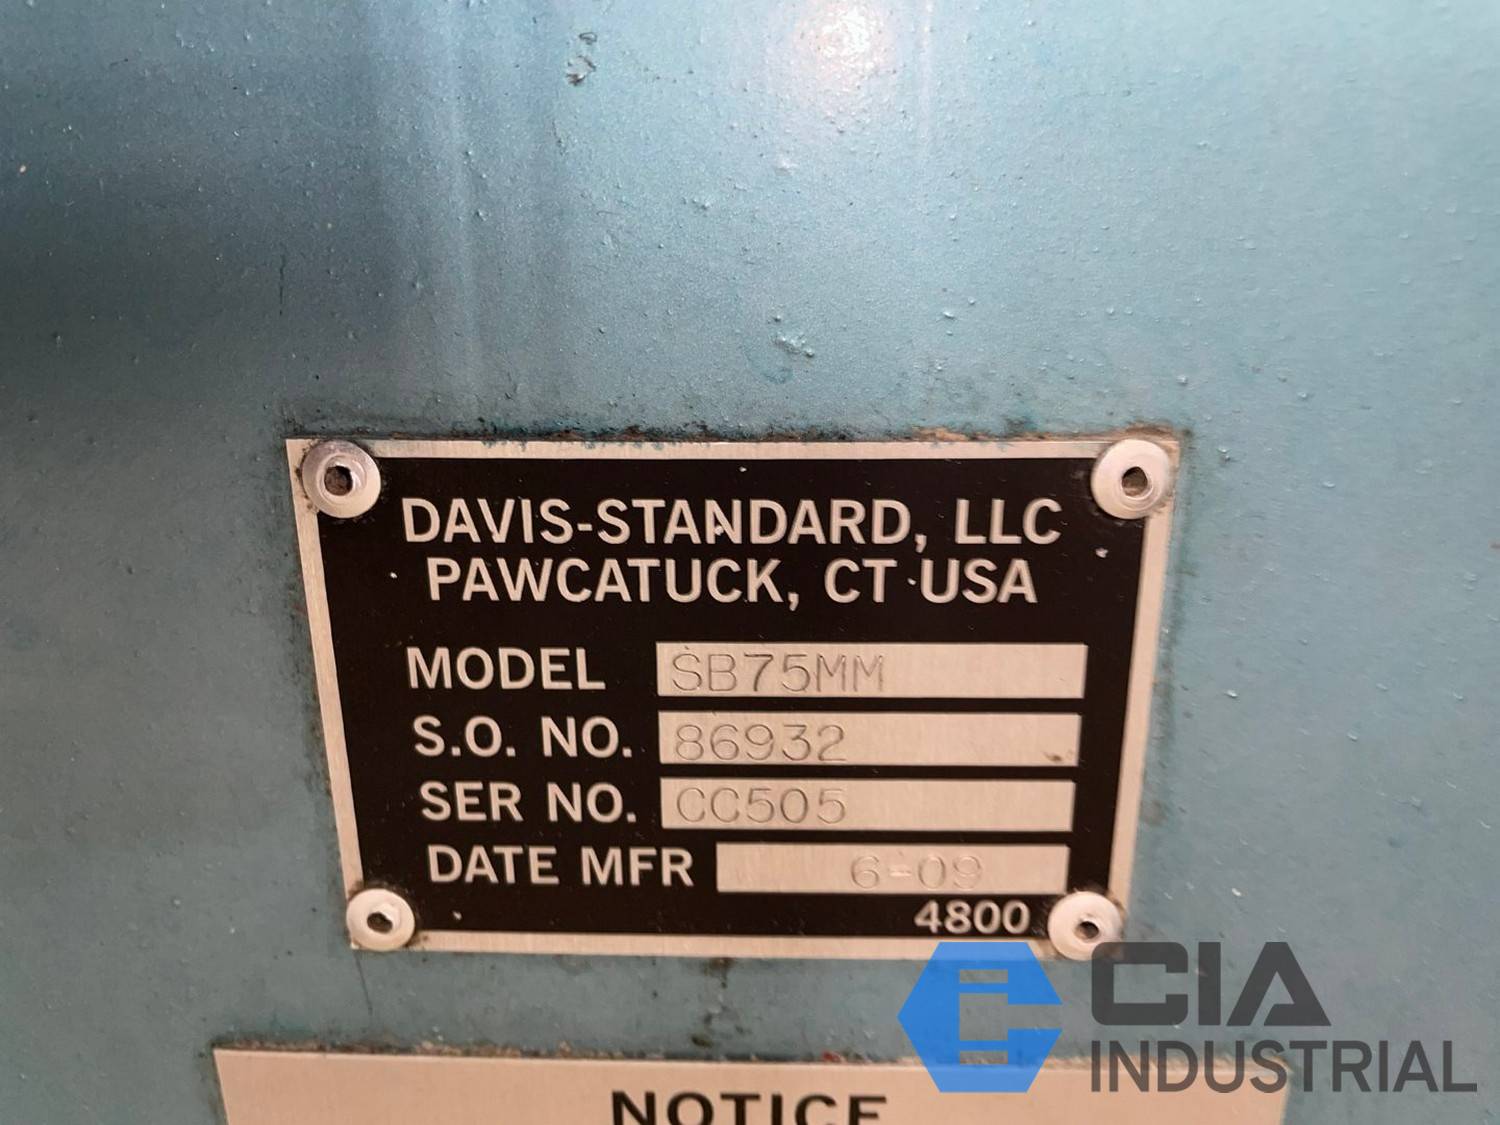 DAVIS-STANDARD, LLC
PAWCATUCK, CT USA
MODEL SB75MM
S.O. NO. 86932
SER NO. CC505
DATE MFR 6-09
4800
CIA
INDUSTRIAL
NOTICE